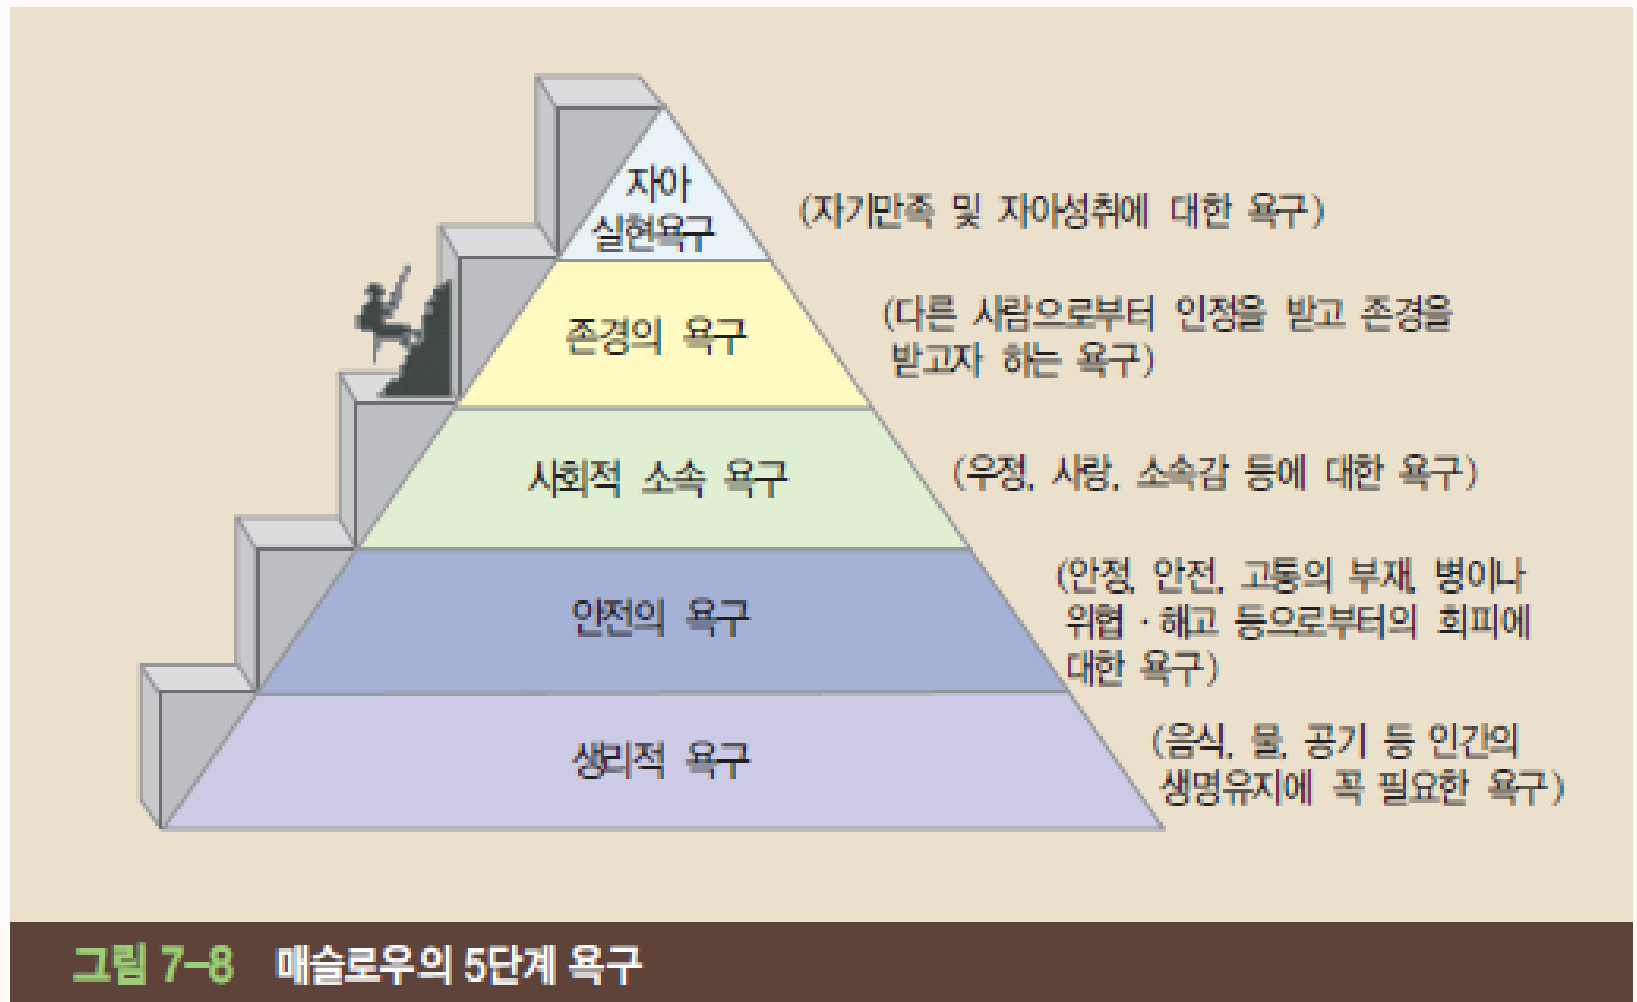 자아
실현욕구
(자기만족 및 자아성취에 대한 욕구)
존경의 욕구
(다른 사람으로부터 인정을 받고 존경을
받고자 하는 욕구)
사회적 소속 욕구
(우정, 사랑, 소속감 등에 대한 욕구)
안전의 욕구
(안정, 안전, 고통의 부재, 병이나
위협·해고 등으로부터의 회피에
대한 욕구)
생리적 욕구
(음식, 물, 공기 등 인간의
생명유지에 꼭 필요한 욕구)
그림 7-8 매슬로우의 5단계 욕구